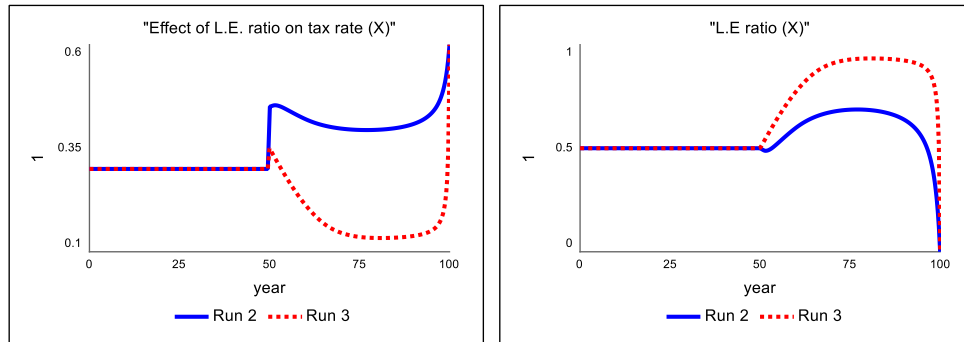 "Effect of L.E. ratio on tax rate (X)"
0.6
0.35
0.1
1
0 25 50 75 100
year
Run 2 Run 3
"L.E ratio (X)"
1
0.5
0
1
0 25 50 75 100
year
Run 2 Run 3